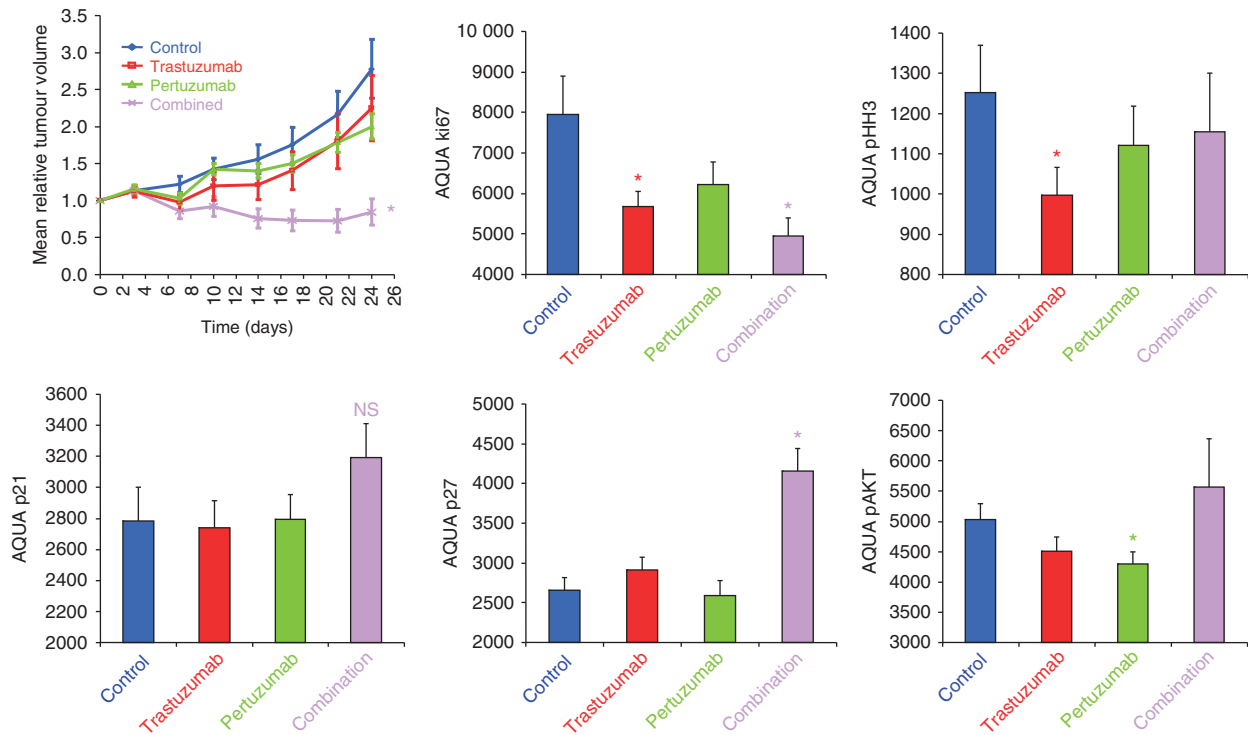 Mean relative tumour volume
3.5
3.0
2.5
2.0
1.5
1.0
0.5
0.0
Control
Trastuzumab
Pertuzumab
Combined
*
0 2 4 6 8 10 12 14 16 18 20 22 24 26
Time (days)
AQUA ki67
10 000
9000
8000
7000
6000
5000
4000
*
*
Control
Trastuzumab
Pertuzumab
Combination
AQUA pHH3
1400
1300
1200
1100
1000
900
800
*
Control
Trastuzumab
Pertuzumab
Combination
AQUA p21
3600
3400
3200
3000
2800
2600
2400
2200
2000
NS
Control
Trastuzumab
Pertuzumab
Combination
AQUA p27
5000
4500
4000
3500
3000
2500
2000
*
Control
Trastuzumab
Pertuzumab
Combination
AQUA pAKT
7000
6500
6000
5500
5000
4500
4000
3500
3000
*
Control
Trastuzumab
Pertuzumab
Combination